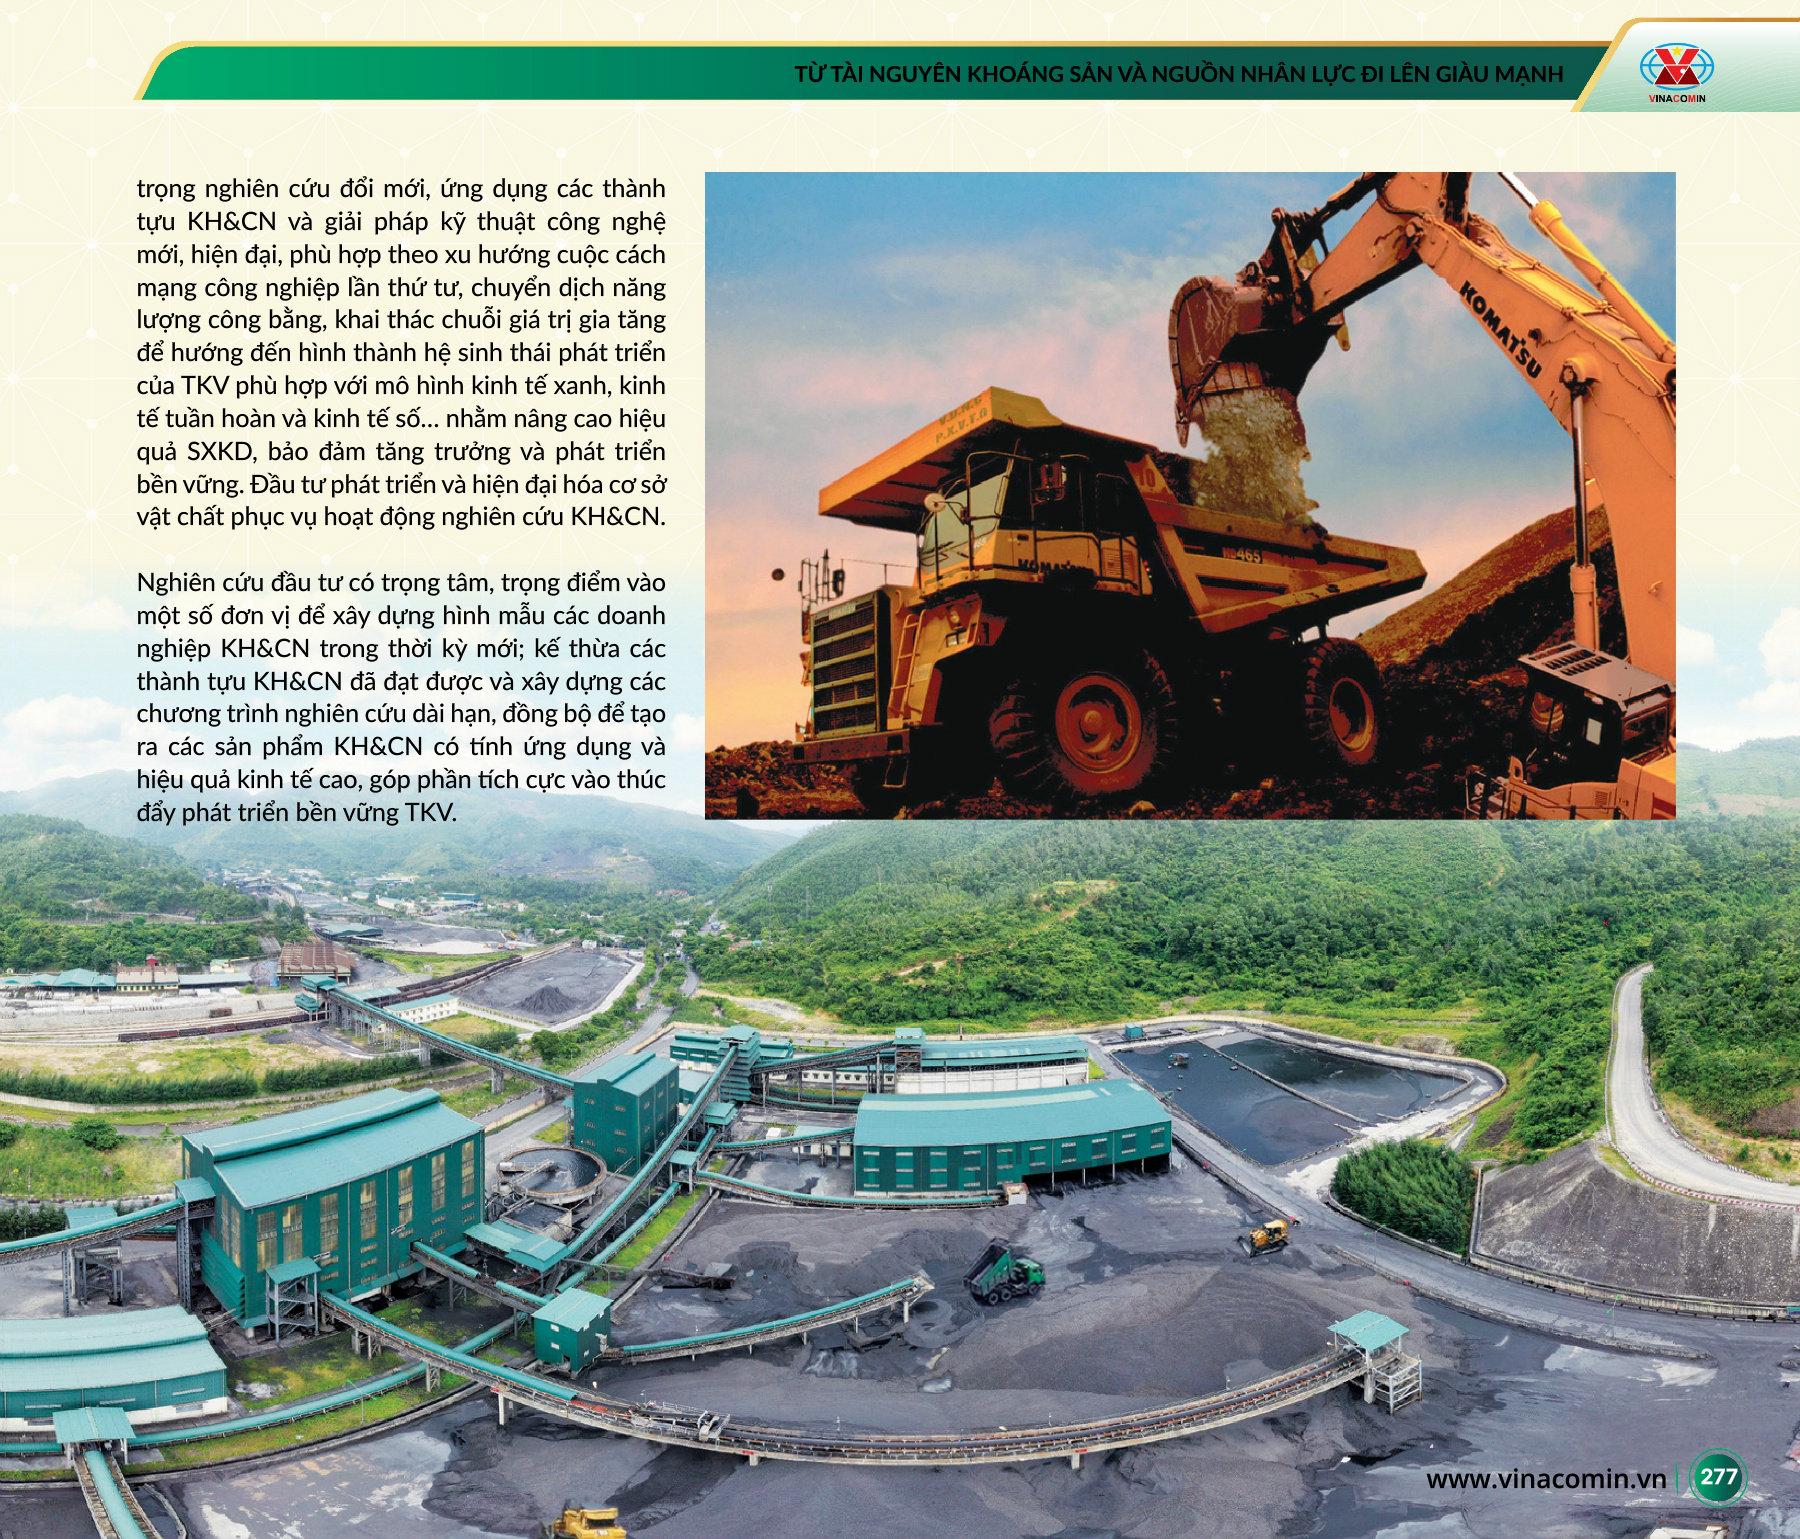 TỪ TÀI NGUYÊN KHOÁNG SẢN VÀ NGUỒN NHÂN LỰC ĐI LÊN GIÀU MẠNH
VINACOMIN
trọng nghiên cứu đổi mới, ứng dụng các thành
tựu KH&CN và giải pháp kỹ thuật công nghệ
mới, hiện đại, phù hợp theo xu hướng cuộc cách
mạng công nghiệp lần thứ tư, chuyển dịch năng
lượng công bằng, khai thác chuỗi giá trị gia tăng
để hướng đến hình thành hệ sinh thái phát triển
của TKV phù hợp với mô hình kinh tế xanh, kinh
tế tuần hoàn và kinh tế số... nhằm nâng cao hiệu
quả SXKD, bảo đảm tăng trưởng và phát triển
bền vững. Đầu tư phát triển và hiện đại hóa cơ sở
vật chất phục vụ hoạt động nghiên cứu KH&CN.
Nghiên cứu đầu tư có trọng tâm, trọng điểm vào
một số đơn vị để xây dựng hình mẫu các doanh
nghiệp KH&CN trong thời kỳ mới; kế thừa các
thành tựu KH&CN đã đạt được và xây dựng các
chương trình nghiên cứu dài hạn, đồng bộ để tạo
ra các sản phẩm KH&CN có tính ứng dụng và
hiệu quả kinh tế cao, góp phần tích cực vào thúc
đẩy phát triển bền vững TKV.
KOMATSU
P.X.V.T.Ô
10
HD465
KOMATSU
www.vinacomin.vn
277